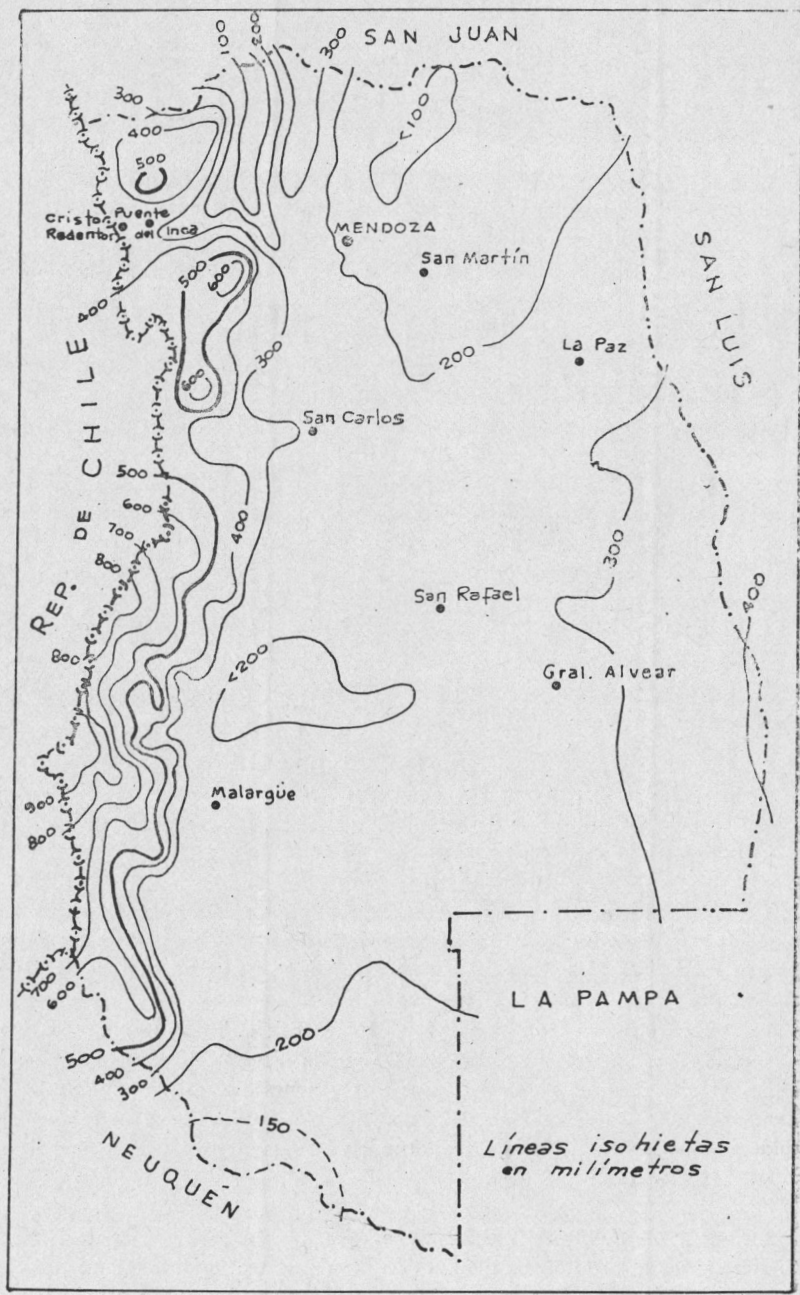 SAN JUAN
100
200
300
300
400
500
<100
Cristo
Redentor
Puente
del Inca
MENDOZA
San Martín
SAN LUIS
400
500
600
600
300
200
La Paz
San Carlos
REP. DE CHILE
500
600
700
800
400
300
San Rafael
800
<200
Gral. Alvear
900
800
Malargüe
700
600
500
400
300
200
LA PAMPA
150
NEUQUÉN
Líneas isohietas
en milímetros